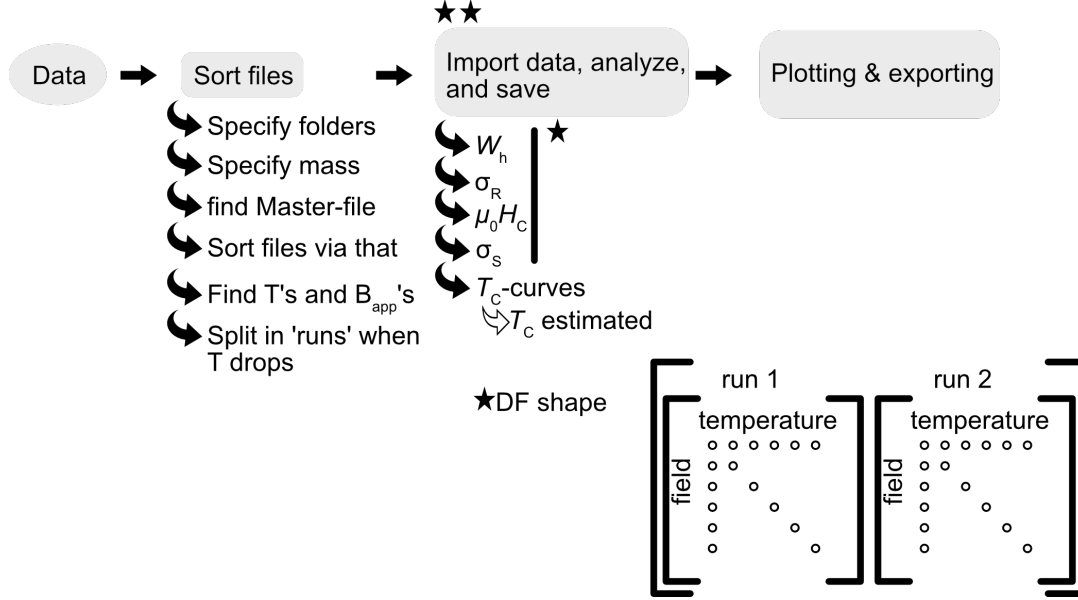 Data
Sort files
Specify folders
Specify mass
find Master-file
Sort files via that
Find T's and B_app's
Split in 'runs' when
T drops
★★
Import data, analyze,
and save
★
W_h
σ_R
μ_0H_C
σ_S
T_C-curves
T_C estimated
Plotting & exporting
★DF shape
run 1
temperature
field
run 2
temperature
field